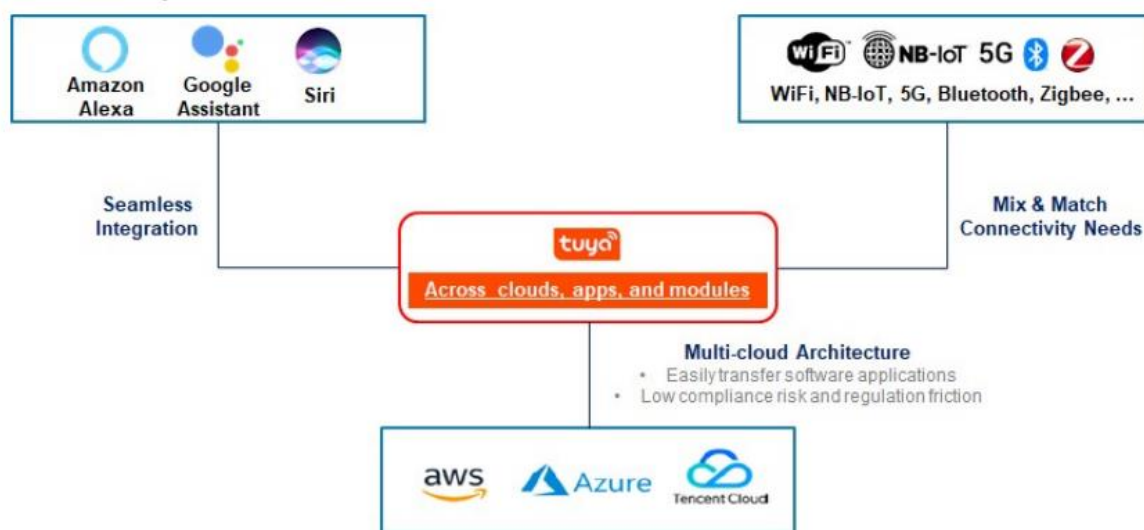 Amazon Alexa
Google Assistant
Siri
WiFi™ NB-IoT 5G
WiFi, NB-IoT, 5G, Bluetooth, Zigbee, ...
Seamless
Integration
Mix & Match
Connectivity Needs
tuya
Across clouds, apps, and modules
Multi-cloud Architecture
• Easily transfer software applications
• Low compliance risk and regulation friction
aws
Azure
Tencent Cloud